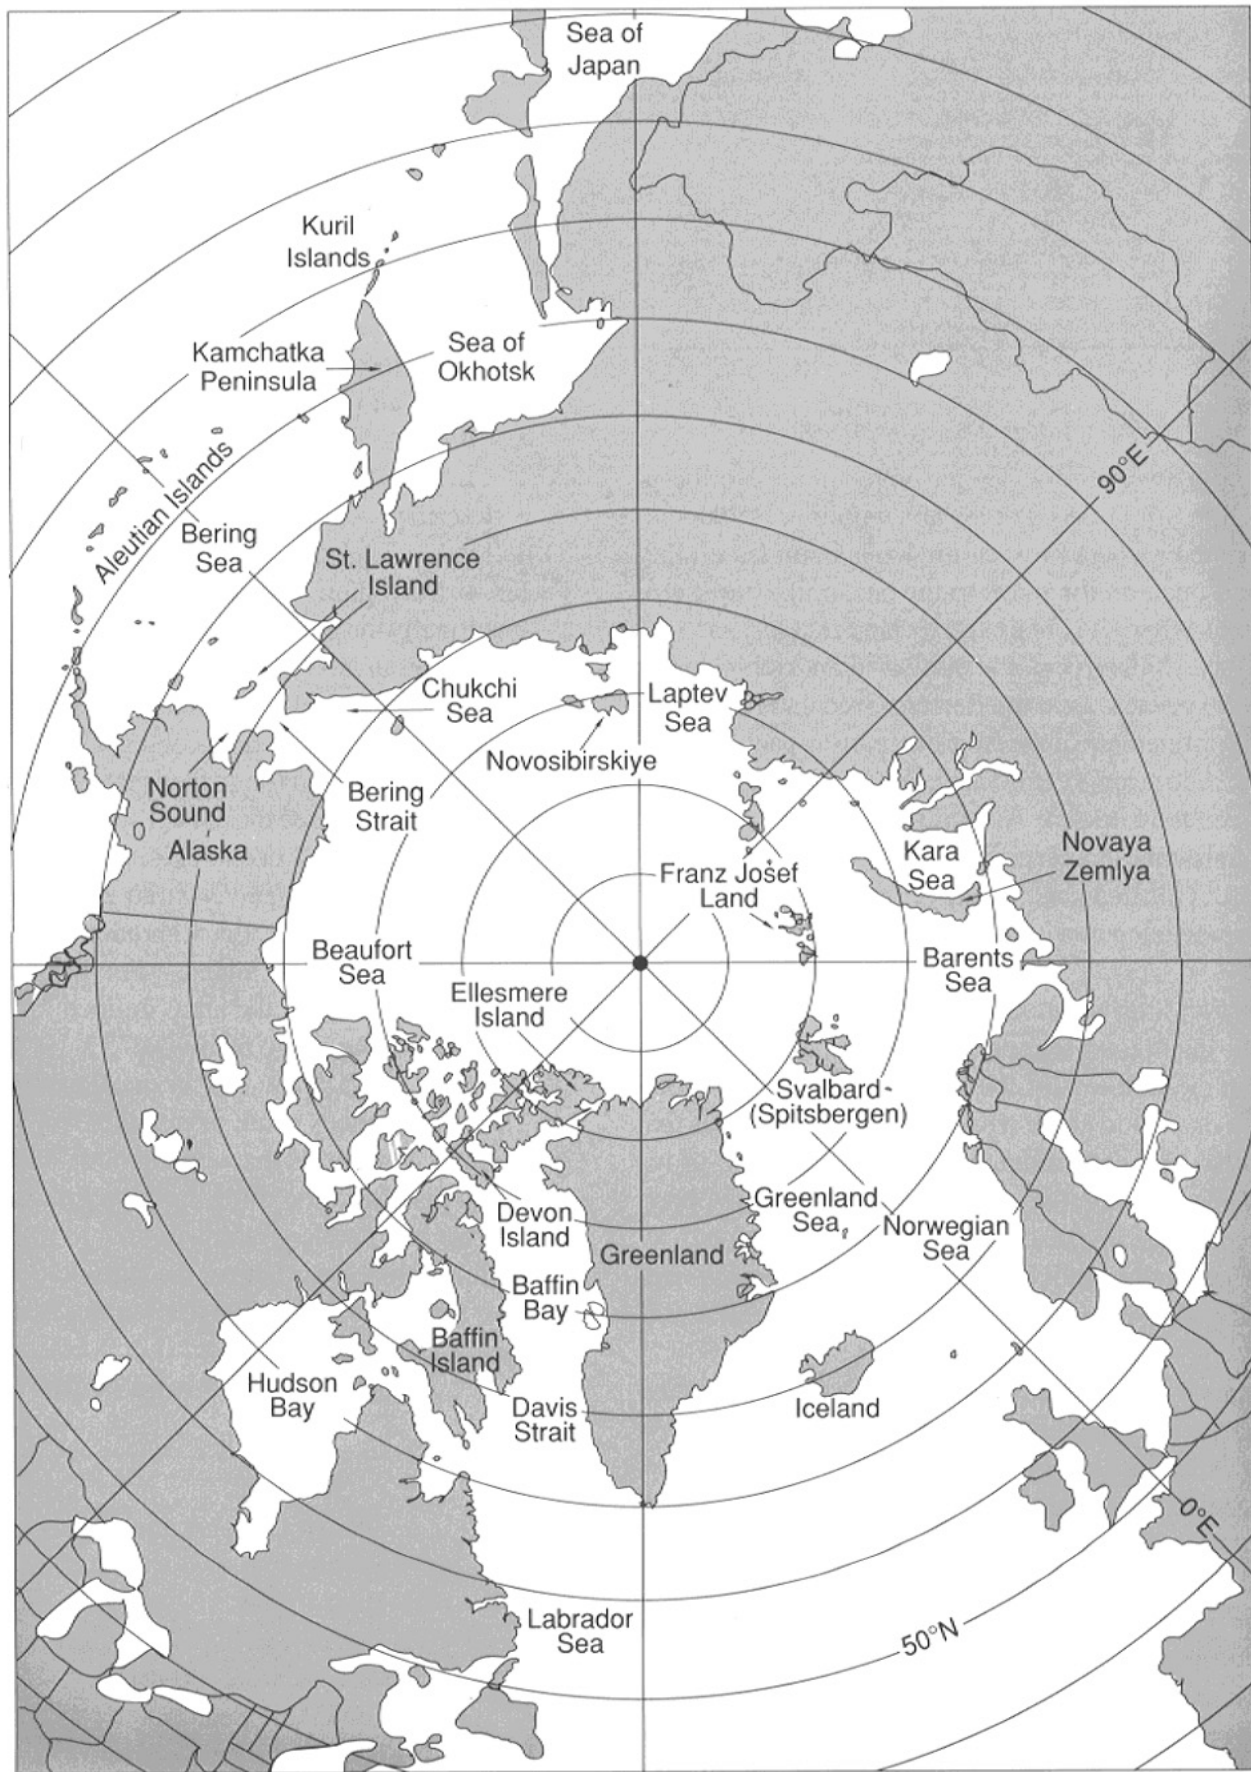 Sea of
Japan
Kuril
Islands
Kamchatka
Peninsula
Sea of
Okhotsk
90°E
Aleutian Islands
Bering
Sea
St. Lawrence
Island
Chukchi
Sea
Laptev
Sea
Novosibirskiye
Norton
Sound
Bering
Strait
Alaska
Kara
Sea
Novaya
Zemlya
Franz Josef
Land
Beaufort
Sea
Barents
Sea
Ellesmere
Island
Svalbard
(Spitsbergen)
Devon
Island
Greenland
Sea
Norwegian
Sea
Greenland
Baffin
Bay
Baffin
Island
Hudson
Bay
Davis
Strait
Iceland
0°E
Labrador
Sea
50°N